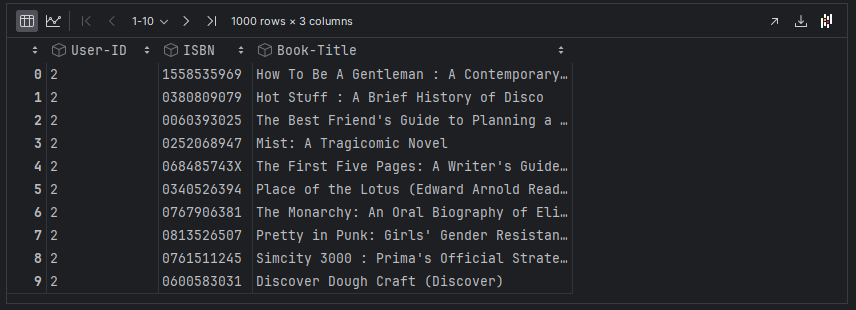 1-10 1000 rows × 3 columns
User-ID ISBN Book-Title
0 2 1558535969 How To Be A Gentleman : A Contemporary…
1 2 0380809079 Hot Stuff : A Brief History of Disco
2 2 0060393025 The Best Friend's Guide to Planning a …
3 2 0252068947 Mist: A Tragicomic Novel
4 2 068485743X The First Five Pages: A Writer's Guide…
5 2 0340526394 Place of the Lotus (Edward Arnold Read…
6 2 0767906381 The Monarchy: An Oral Biography of Eli…
7 2 0813526507 Pretty in Punk: Girls' Gender Resistan…
8 2 0761511245 Simcity 3000 : Prima's Official Strate…
9 2 0600583031 Discover Dough Craft (Discover)